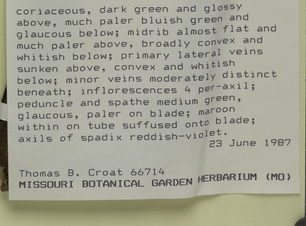 coriaceous, dark green and glossy
above, much paler bluish green and
glaucous below; midrib almost flat and
much paler above, broadly convex and
whitish below; primary lateral veins
sunken above, convex and whitish
below; minor veins moderately distinct
beneath; inflorescences 4 per-axil;
peduncle and spathe medium green,
glaucous, paler on blade; maroon
within on tube suffused onto blade;
axils of spadix reddish-violet.
23 June 1987
Thomas B. Croat 66714
MISSOURI BOTANICAL GARDEN HERBARIUM (MO)